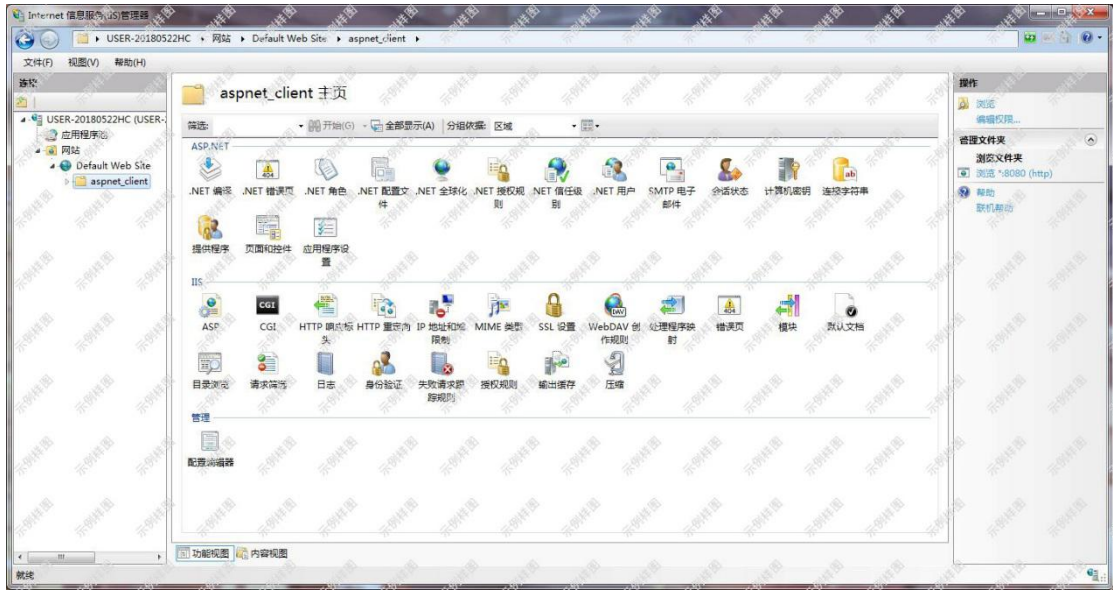 Internet 信息服务(IIS)管理器
USER-20180522HC 网站 Default Web Site aspnet_client
文件(F) 视图(V) 帮助(H)
连接
USER-20180522HC (USER-
应用程序池
网站
Default Web Site
aspnet_client
aspnet_client 主页
筛选: 开始(G) 全部显示(A) 分组依据: 区域
ASP.NET
.NET 编译 .NET 错误页 .NET 角色 .NET 配置文 .NET 全球化 .NET 授权规 .NET 信任级 .NET 用户 SMTP 电子 会话状态 计算机密钥 连接字符串
件 则 别 邮件
提供程序 页面和控件 应用程序设
置
IIS
404
CGI
DAV
404
ASP CGI HTTP 响应标 HTTP 重定向 IP 地址和域 MIME 类型 SSL 设置 WebDAV 创 处理程序映 错误页 模块 默认文档
头 限制 作规则 射
目录浏览 请求筛选 日志 身份验证 失败请求跟 授权规则 输出缓存 压缩
踪规则
管理
配置编辑器
功能视图 内容视图
操作
浏览
编辑权限...
管理文件夹
浏览文件夹
浏览 *:8080 (http)
帮助
联机帮助
就绪
示例样图